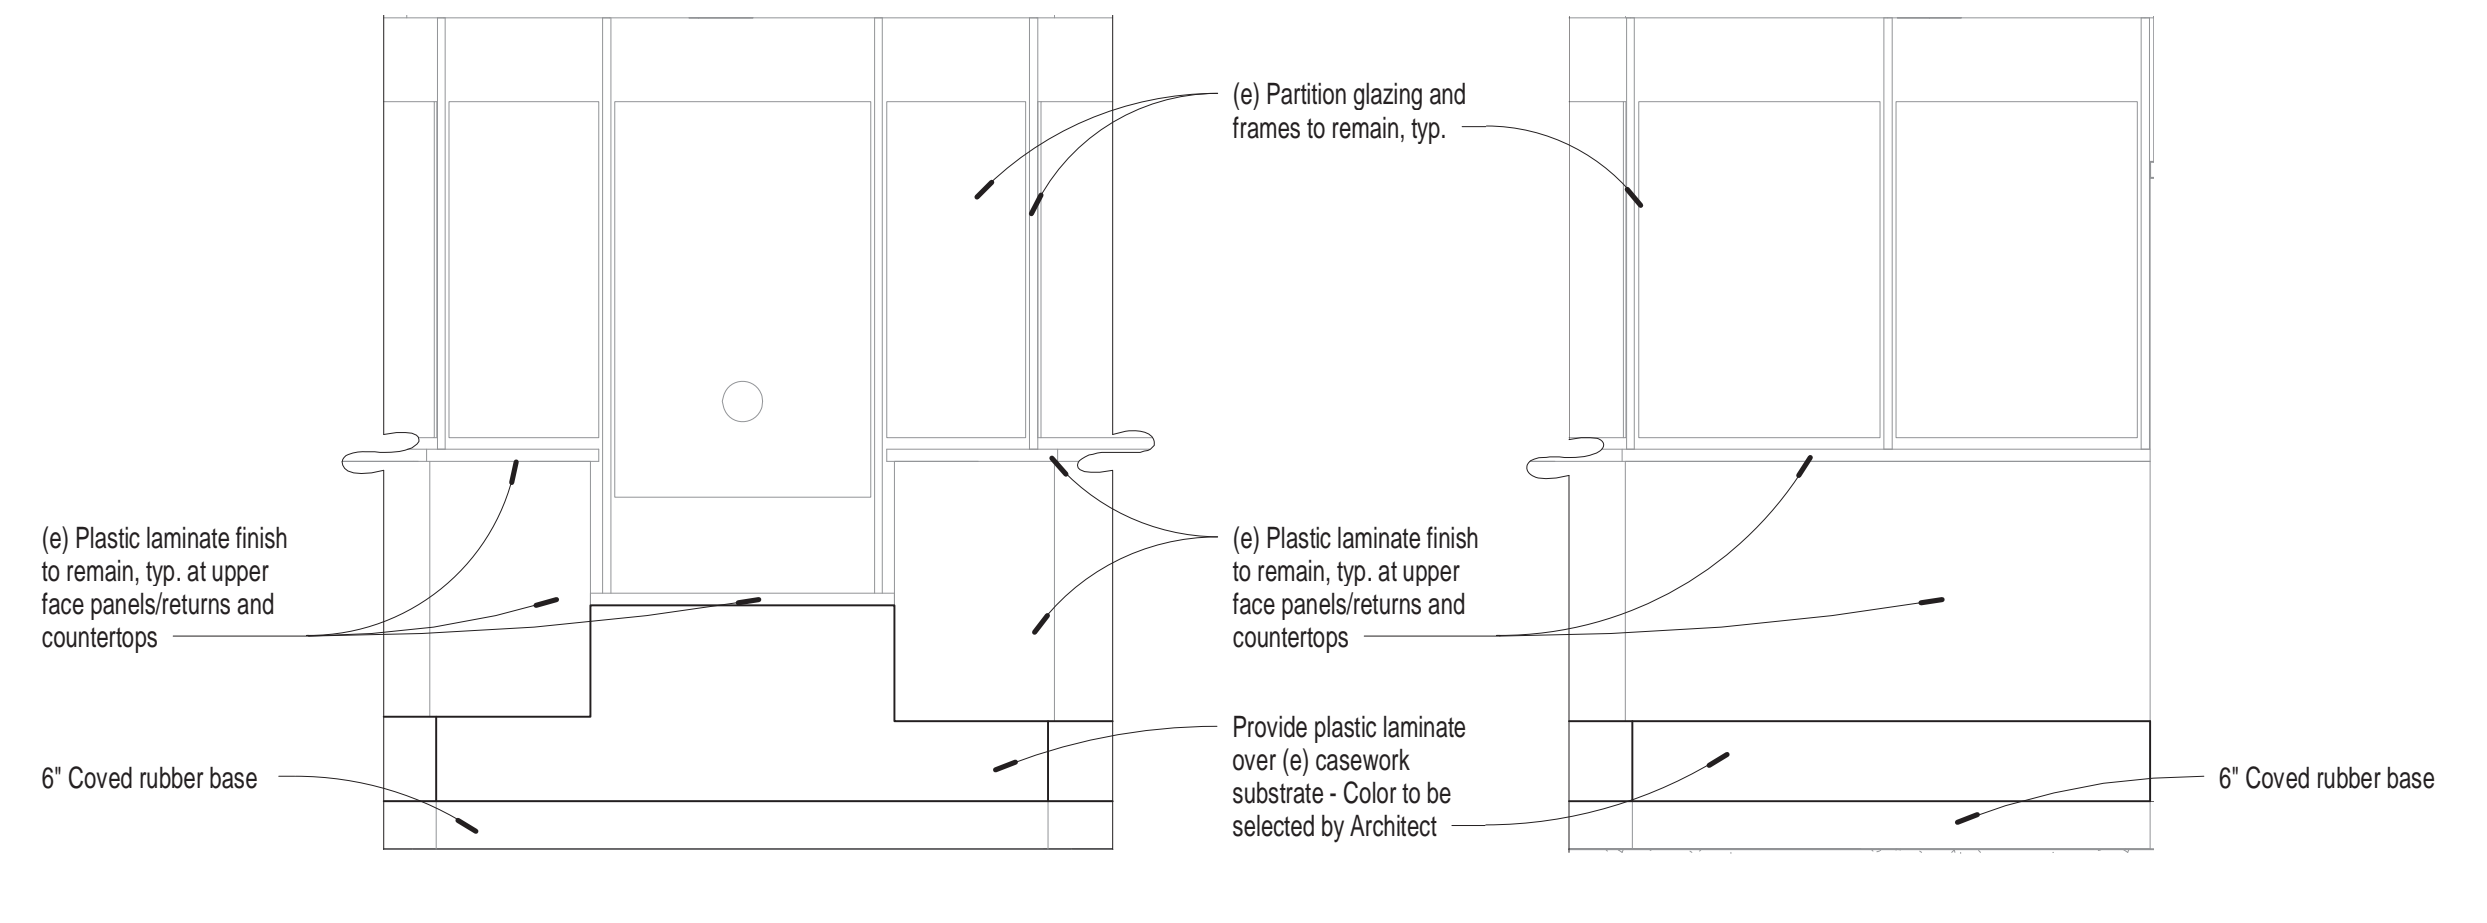 (e) Partition glazing and
frames to remain, typ.
(e) Plastic laminate finish
to remain, typ. at upper
face panels/returns and
countertops
(e) Plastic laminate finish
to remain, typ. at upper
face panels/returns and
countertops
Provide plastic laminate
over (e) casework
substrate - Color to be
selected by Architect
6" Coved rubber base
6" Coved rubber base